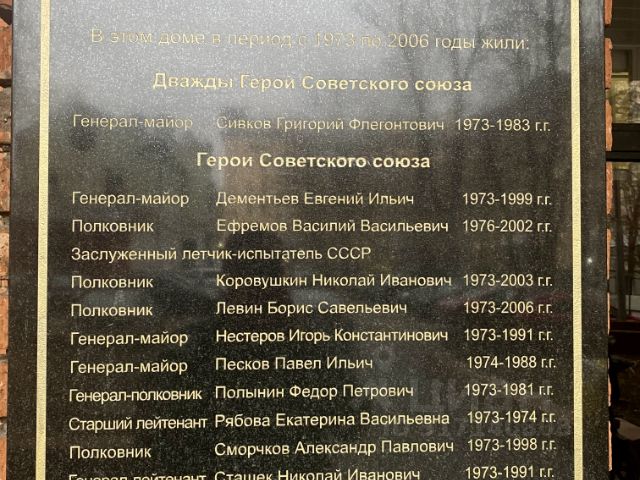 В этом доме в период с 1973 по 2006 годы жили:
Дважды Герой Советского союза
Генерал-майор Сивков Григорий Флегонтович 1973-1983 г.г.
Герои Советского союза
Генерал-майор Дементьев Евгений Ильич 1973-1999 г.г.
Полковник Ефремов Василий Васильевич 1976-2002 г.г.
Заслуженный летчик-испытатель СССР
Полковник Коровушкин Николай Иванович 1973-2003 г.г.
Полковник Левин Борис Савельевич 1973-2006 г.г.
Генерал-майор Нестеров Игорь Константинович 1973-1991 г.г.
Генерал-майор Песков Павел Ильич 1974-1988 г.г.
Генерал-полковник Полынин Федор Петрович 1973-1981 г.г.
Старший лейтенант Рябова Екатерина Васильевна 1973-1974 г.г.
Полковник Сморчков Александр Павлович 1973-1998 г.г.
Генерал-лейтенант Сташек Николай Иванович 1973-1991 г.г.